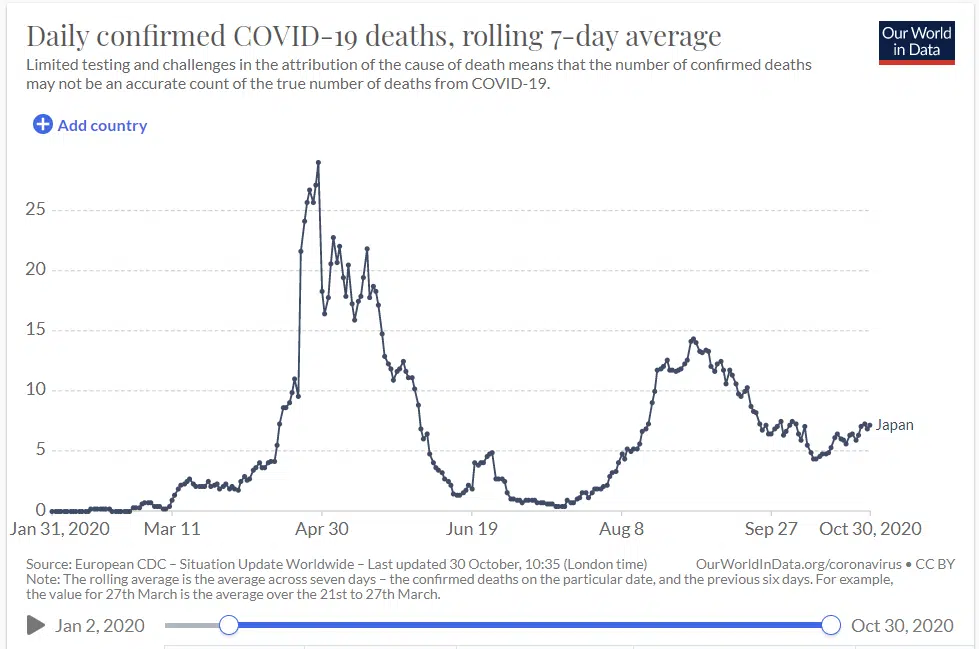 Daily confirmed COVID-19 deaths, rolling 7-day average
Our World
in Data
Limited testing and challenges in the attribution of the cause of death means that the number of confirmed deaths
may not be an accurate count of the true number of deaths from COVID-19.
Add country
25
20
15
10
5
0
Japan
Jan 31, 2020 Mar 11 Apr 30 Jun 19 Aug 8 Sep 27 Oct 30, 2020
Source: European CDC – Situation Update Worldwide – Last updated 30 October, 10:35 (London time) OurWorldInData.org/coronavirus • CC BY
Note: The rolling average is the average across seven days – the confirmed deaths on the particular date, and the previous six days. For example,
the value for 27th March is the average over the 21st to 27th March.
Jan 2, 2020 Oct 30, 2020